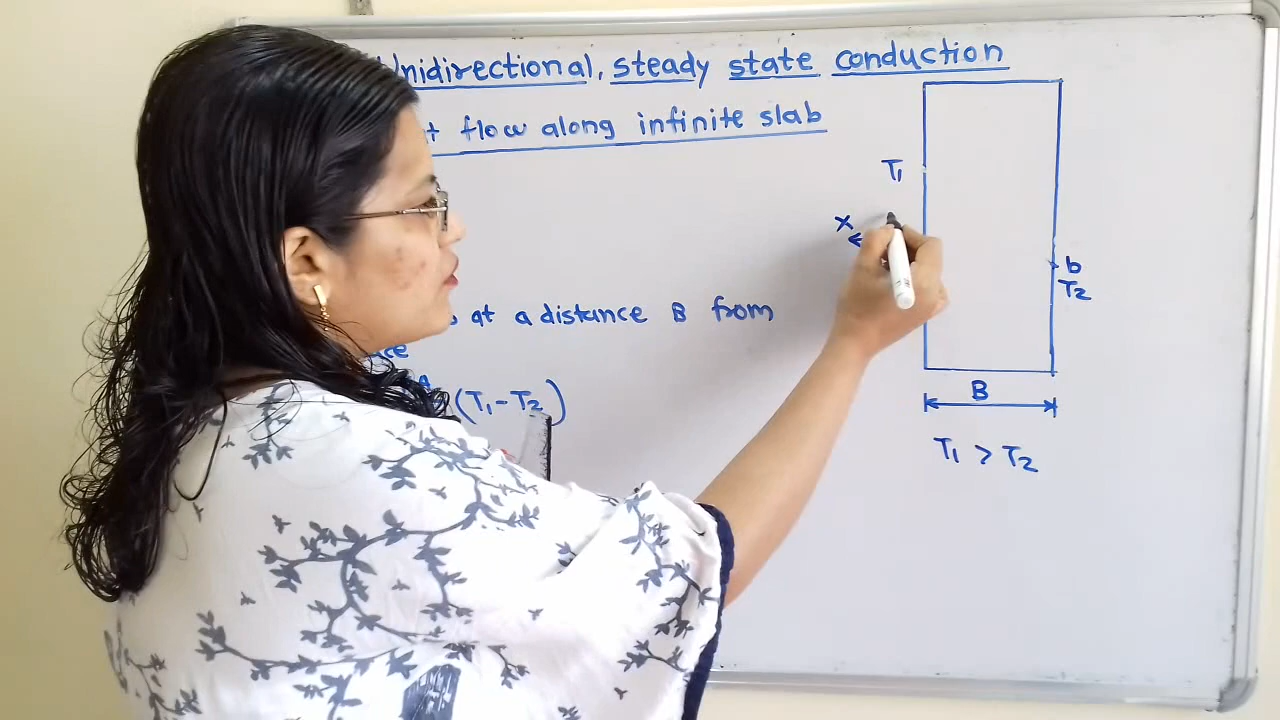 Unidirectional, steady state conduction
flow along infinite slab
T1
x
b
T2
at a distance B from
(T1-T2)
B
T1 > T2